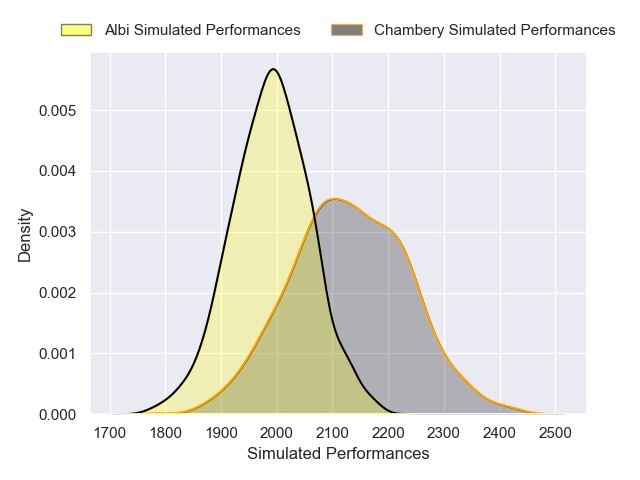 Albi Simulated Performances Chambery Simulated Performances
0.005
0.004
0.003
0.002
0.001
0.000
Density
1700 1800 1900 2000 2100 2200 2300 2400 2500
Simulated Performances